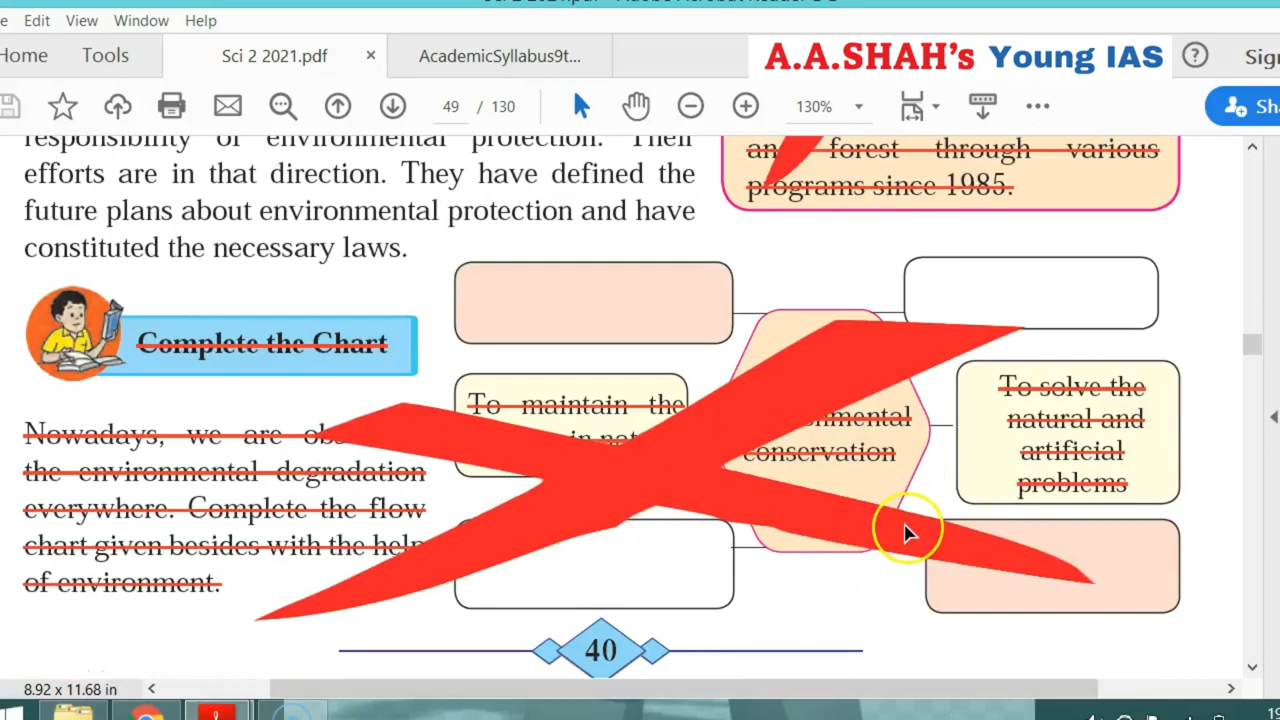 e Edit View Window Help
Home Tools Sci 2 2021.pdf × AcademicSyllabus9t...
A.A.SHAH's Young IAS
Sig
49 / 130
130%
Sh
responsibility of environmental protection. Their
efforts are in that direction. They have defined the
future plans about environmental protection and have
constituted the necessary laws.
forest through various
programs since 1985.
Complete the Chart
Nowadays, we are
the environmental degradation
everywhere. Complete the flow
chart given besides with the help
of environment.
To maintain the
conservation
To solve the
natural and
artificial
problems
40
8.92 x 11.68 in